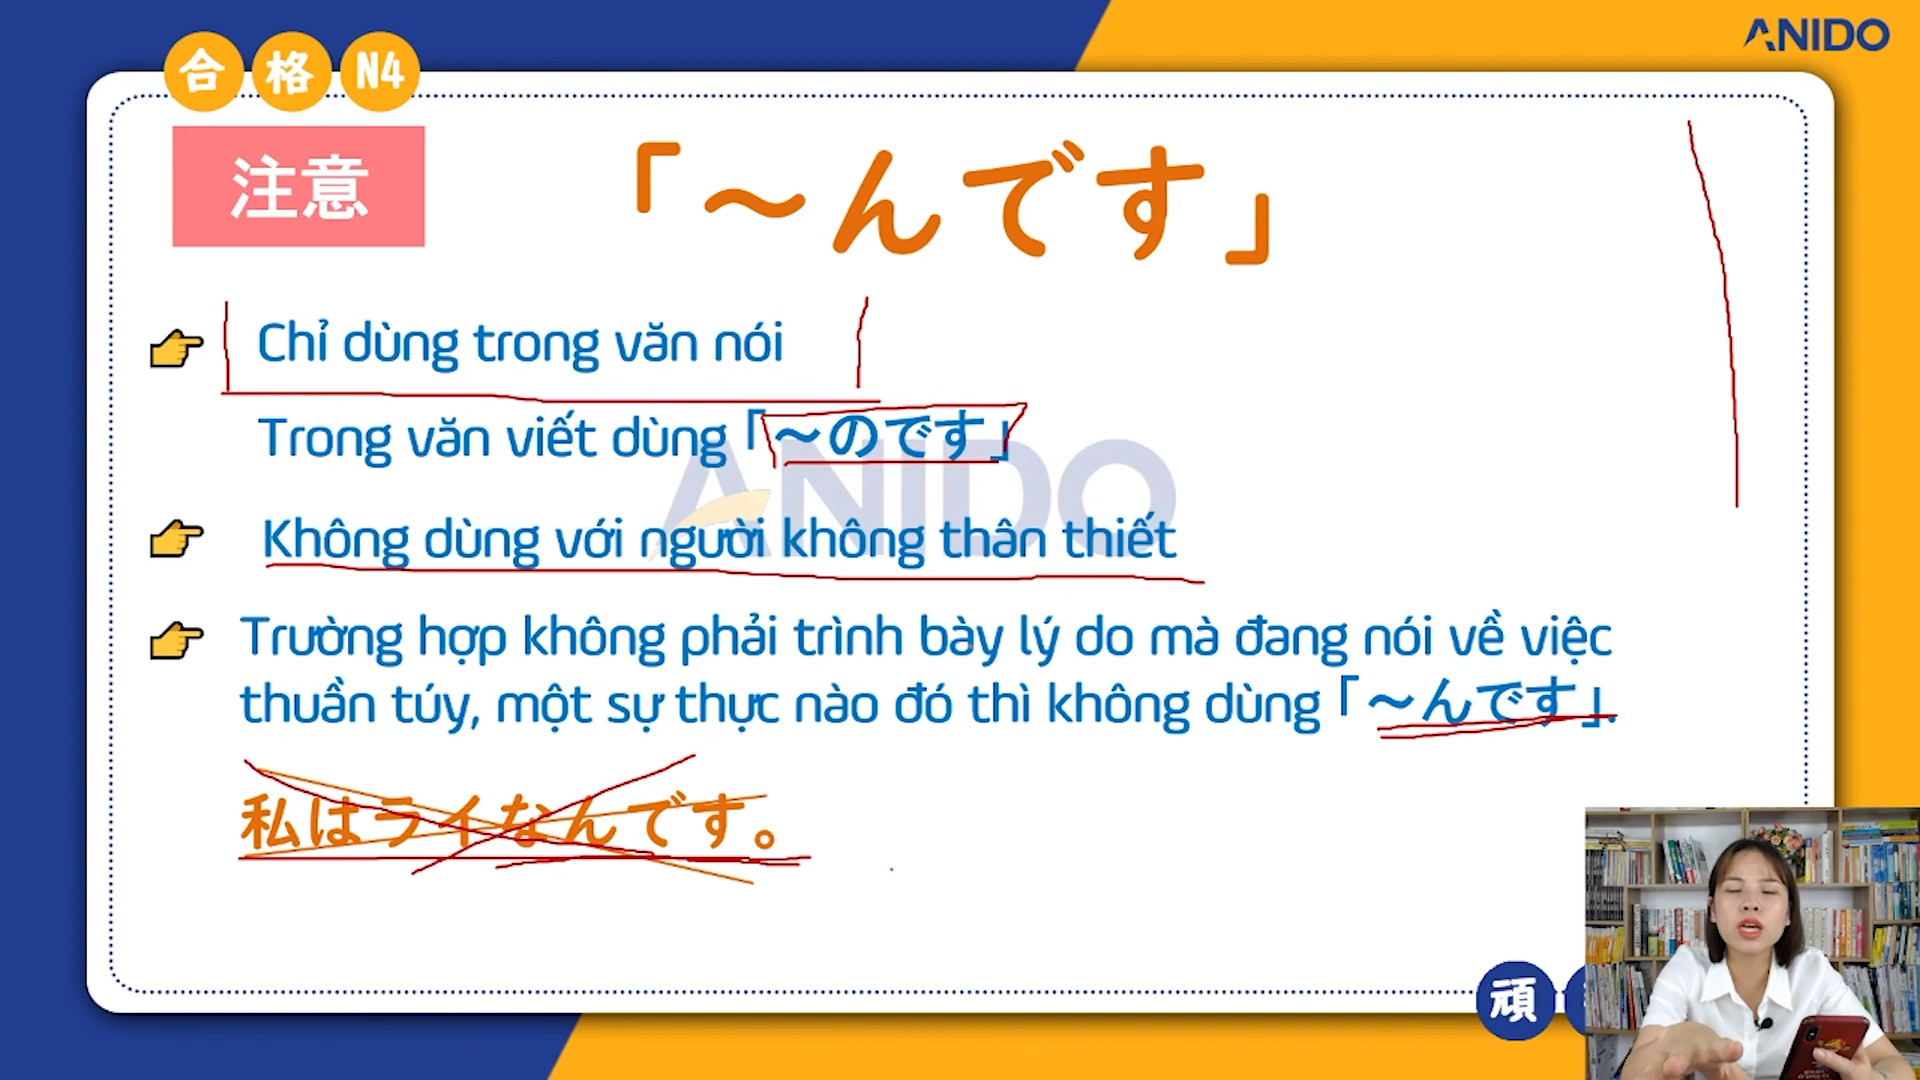 ANIDO
合格N4
注意
「～んです」
Chỉ dùng trong văn nói
Trong văn viết dùng「～のです」
ANIDO
Không dùng với người không thân thiết
Trường hợp không phải trình bày lý do mà đang nói về việc
thuần túy, một sự thực nào đó thì không dùng「～んです」.
私はライなんです。
頑